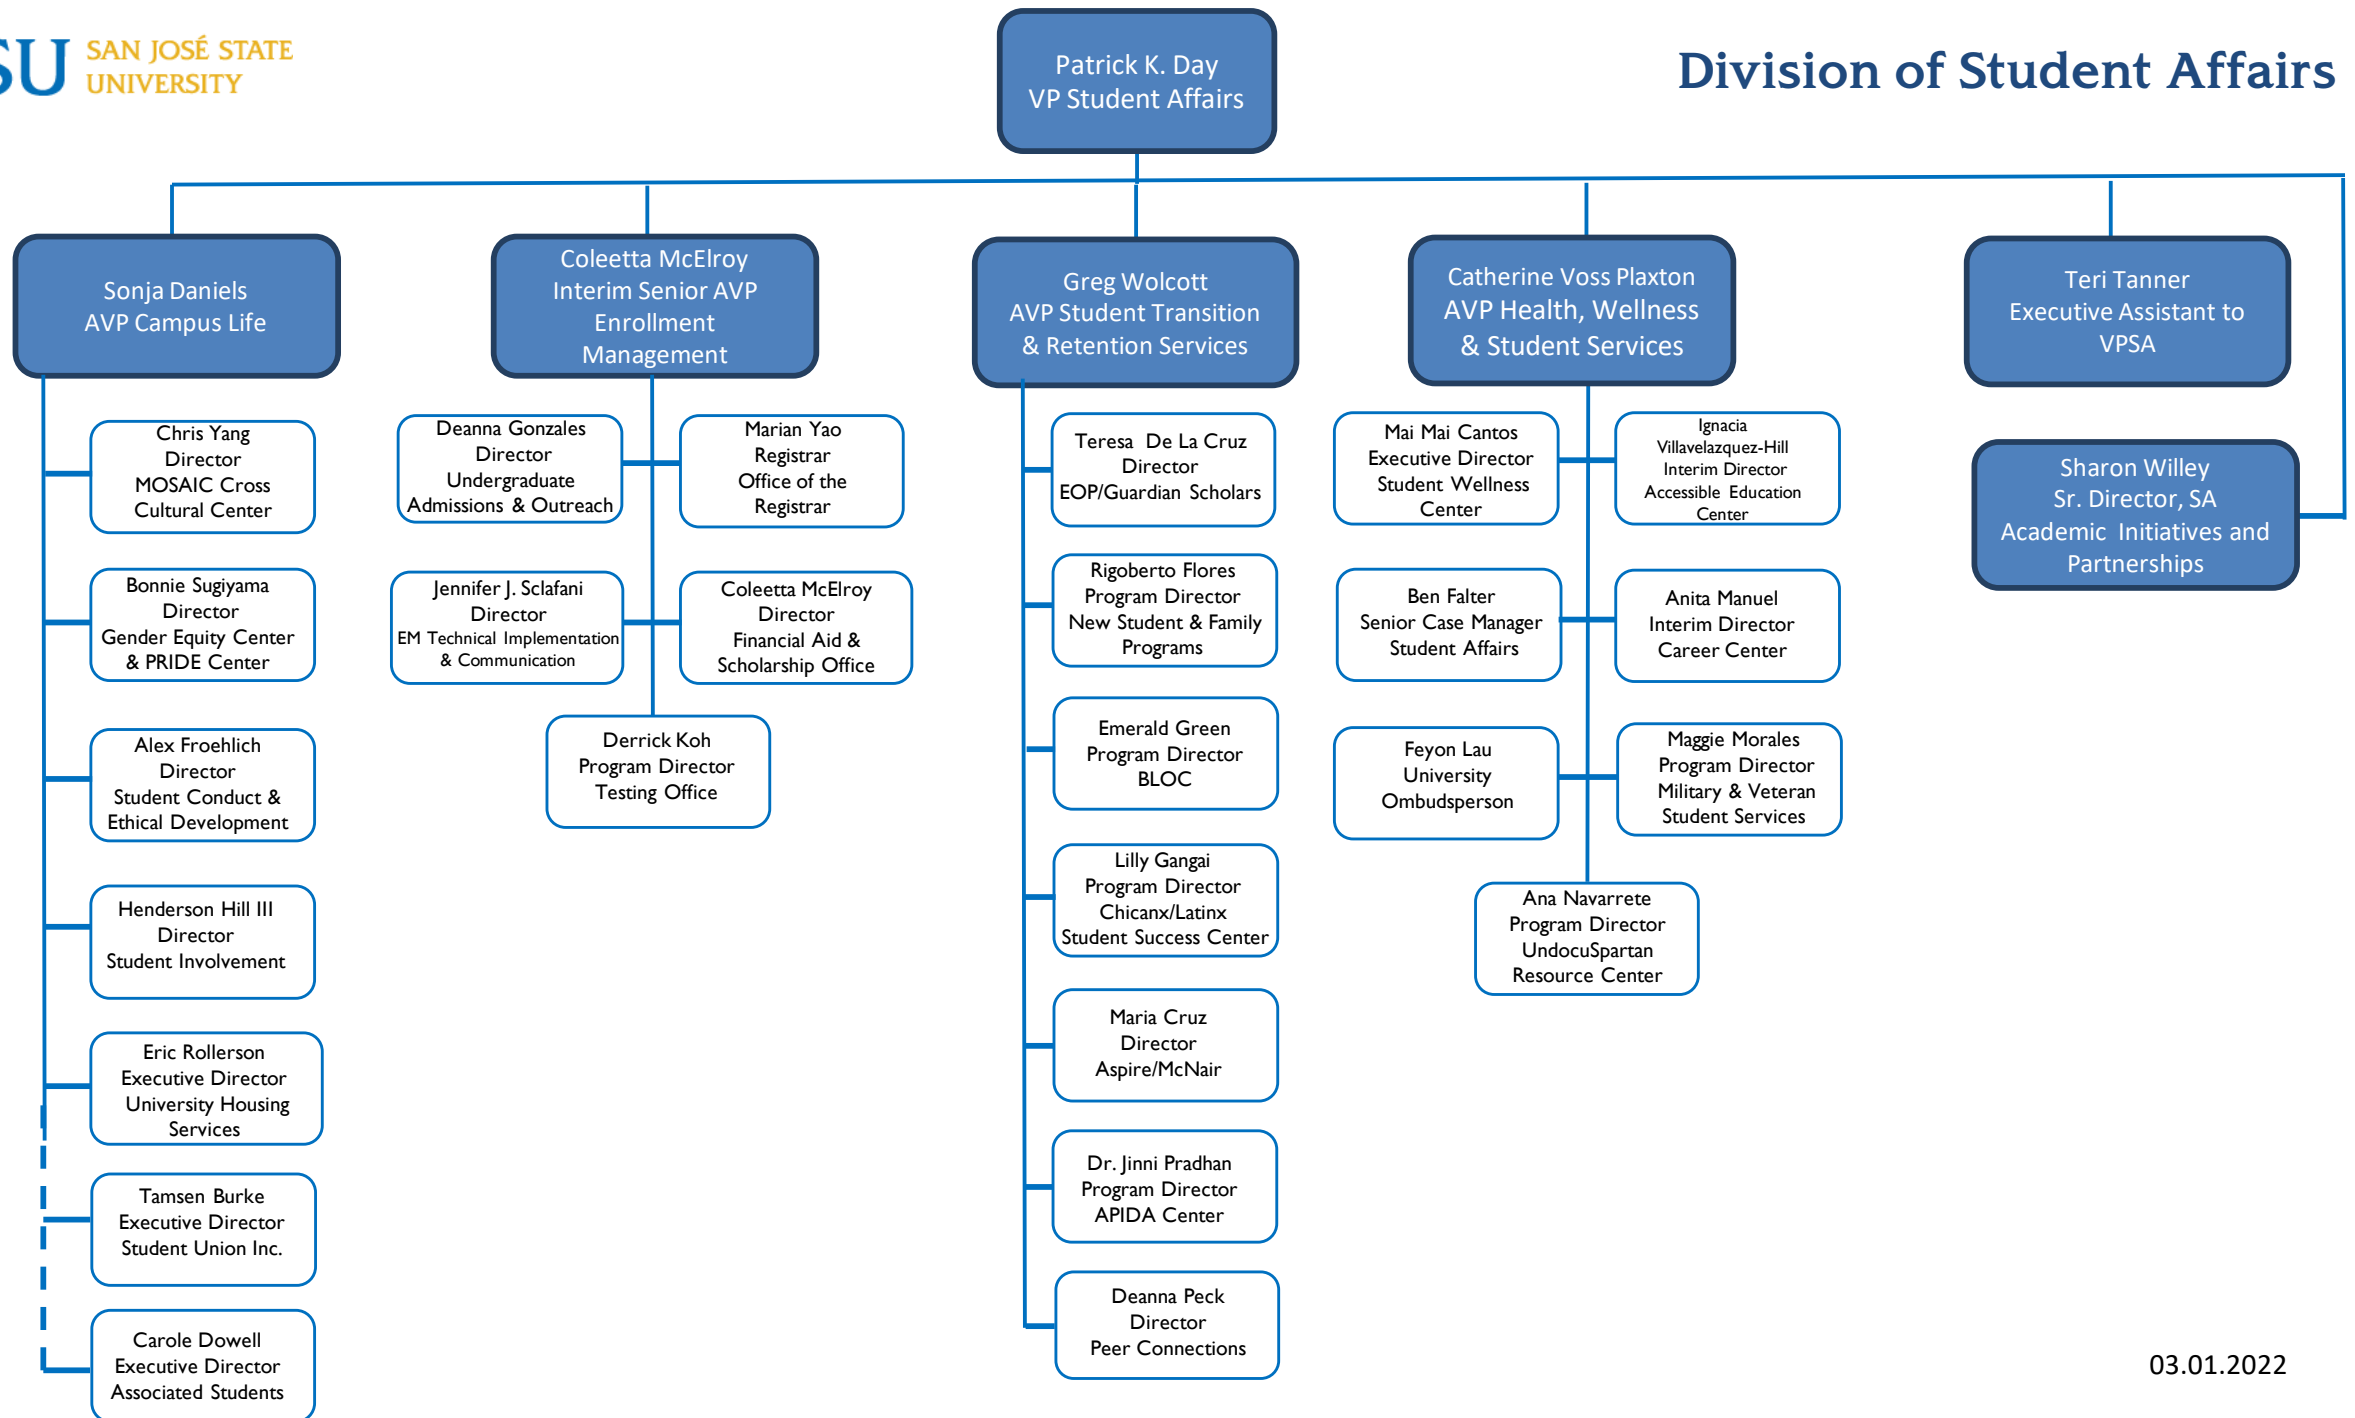 SU SAN JOSÉ STATE
UNIVERSITY
Division of Student Affairs
Patrick K. Day
VP Student Affairs
Sonja Daniels
AVP Campus Life
Coleetta McElroy
Interim Senior AVP
Enrollment
Management
Greg Wolcott
AVP Student Transition
& Retention Services
Catherine Voss Plaxton
AVP Health, Wellness
& Student Services
Teri Tanner
Executive Assistant to
VPSA
Sharon Willey
Sr. Director, SA
Academic Initiatives and
Partnerships
Chris Yang
Director
MOSAIC Cross
Cultural Center
Bonnie Sugiyama
Director
Gender Equity Center
& PRIDE Center
Alex Froehlich
Director
Student Conduct &
Ethical Development
Henderson Hill III
Director
Student Involvement
Eric Rollerson
Executive Director
University Housing
Services
Tamsen Burke
Executive Director
Student Union Inc.
Carole Dowell
Executive Director
Associated Students
Deanna Gonzales
Director
Undergraduate
Admissions & Outreach
Marian Yao
Registrar
Office of the
Registrar
Jennifer J. Sclafani
Director
EM Technical Implementation
& Communication
Coleetta McElroy
Director
Financial Aid &
Scholarship Office
Derrick Koh
Program Director
Testing Office
Teresa De La Cruz
Director
EOP/Guardian Scholars
Rigoberto Flores
Program Director
New Student & Family
Programs
Emerald Green
Program Director
BLOC
Lilly Gangai
Program Director
Chicanx/Latinx
Student Success Center
Maria Cruz
Director
Aspire/McNair
Dr. Jinni Pradhan
Program Director
APIDA Center
Deanna Peck
Director
Peer Connections
Mai Mai Cantos
Executive Director
Student Wellness
Center
Ignacia
Villavelazquez-Hill
Interim Director
Accessible Education
Center
Ben Falter
Senior Case Manager
Student Affairs
Anita Manuel
Interim Director
Career Center
Feyon Lau
University
Ombudsperson
Maggie Morales
Program Director
Military & Veteran
Student Services
Ana Navarrete
Program Director
UndocuSpartan
Resource Center
03.01.2022